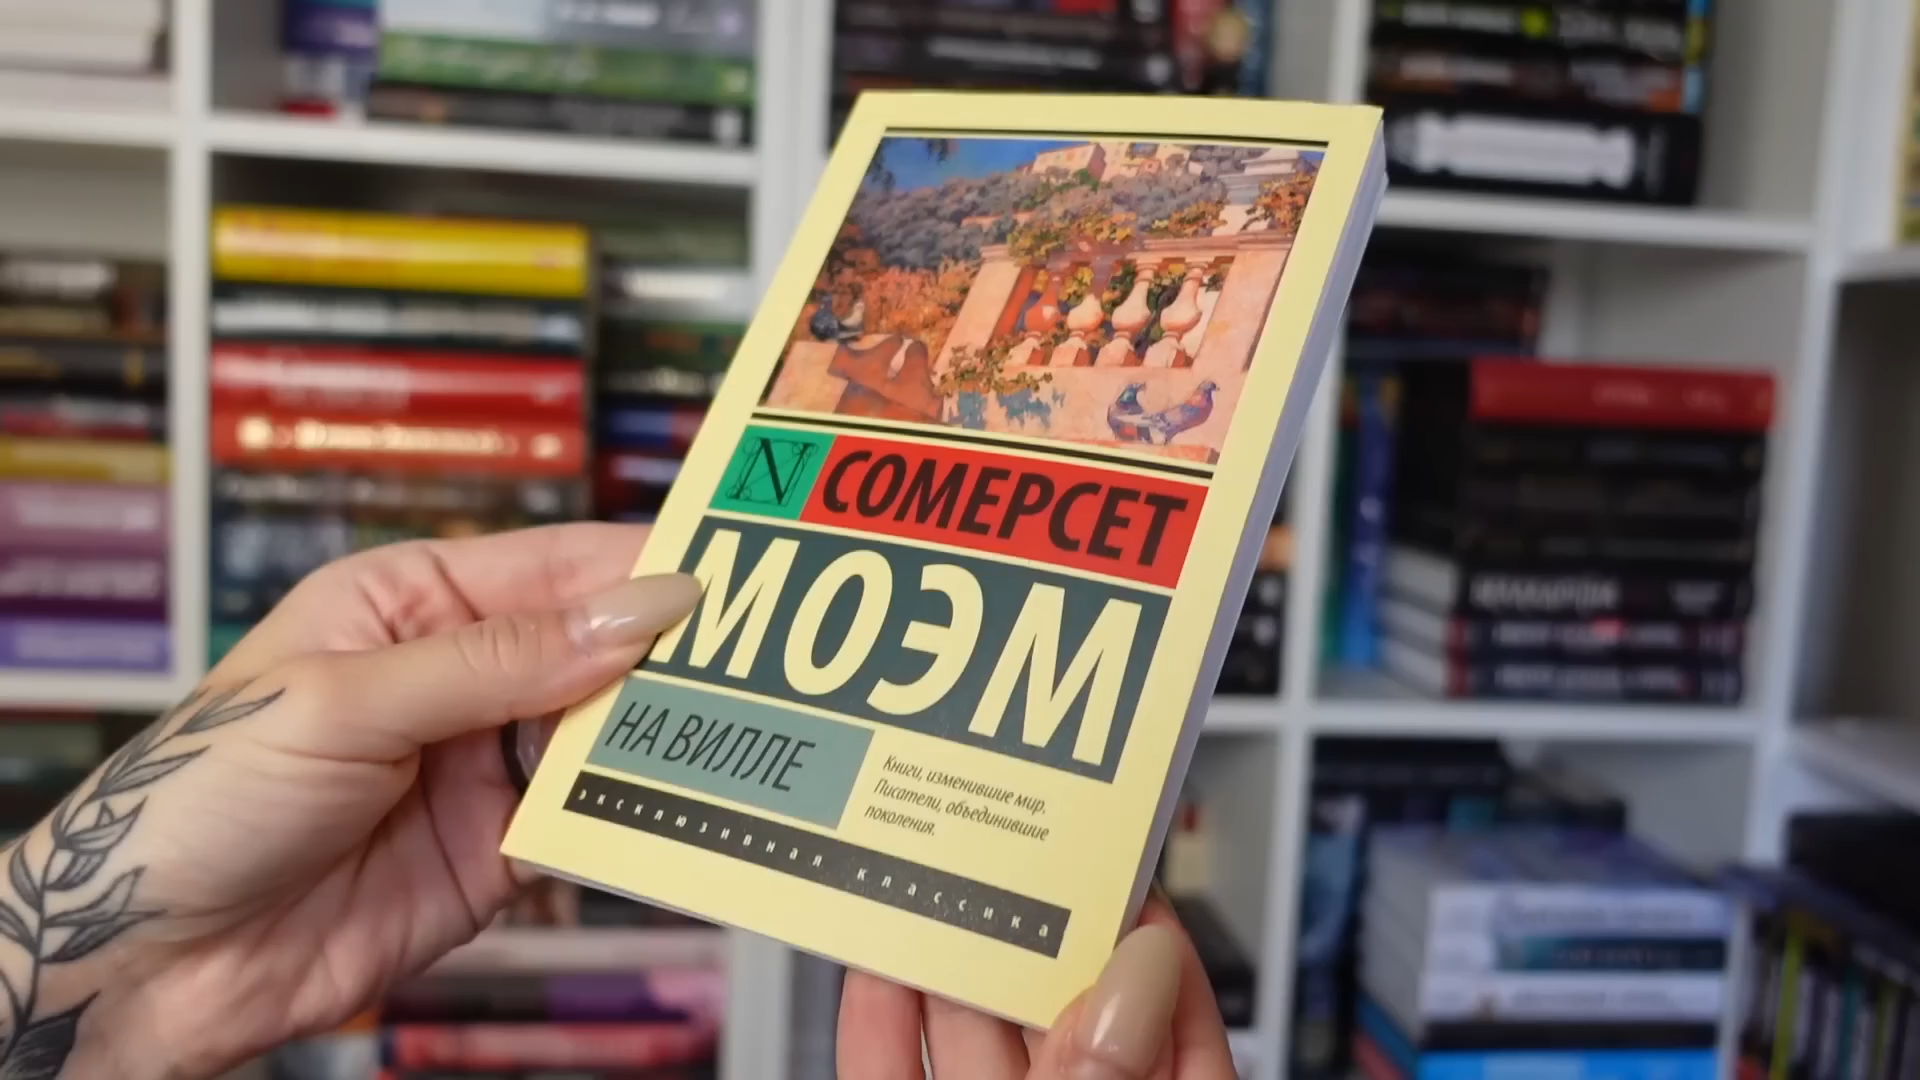 N СОМЕРСЕТ
МОЭМ
НА ВИЛЛЕ
Книги, изменившие мир.
Писатели, объединившие
поколения.
эксклюзивная классика